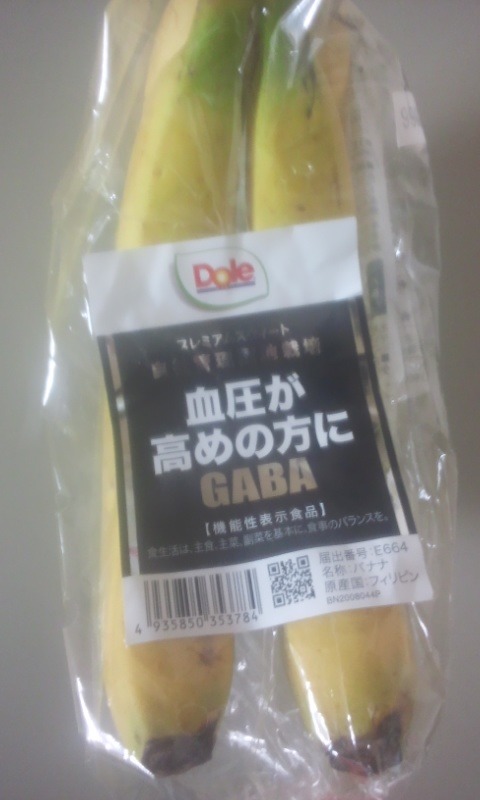 Dole
プレミアムスウィート
血圧が
高めの方に
GABA
【機能性表示食品】
食生活は、主食、主菜、副菜を基本に、食事のバランスを。
届出番号:E664
名称:バナナ
原産国:フィリピン
BN2008044P
4 935850 353784